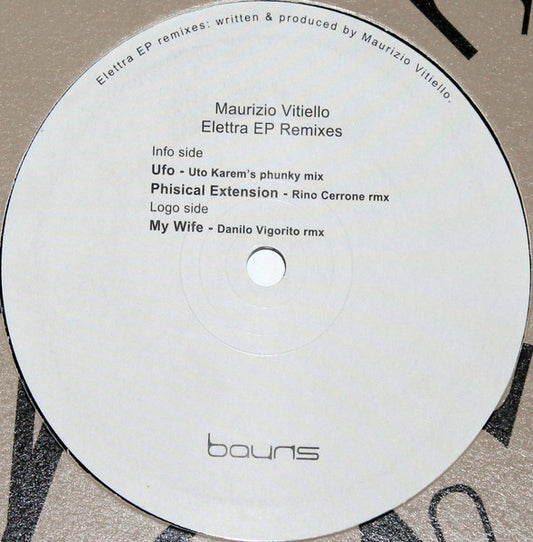 Elettra EP remixes: written & produced by Maurizio Vitiello.
Maurizio Vitiello
Elettra EP Remixes
Info side
Ufo - Uto Karem's phunky mix
Phisical Extension - Rino Cerrone rmx
Logo side
My Wife - Danilo Vigorito rmx
bauns